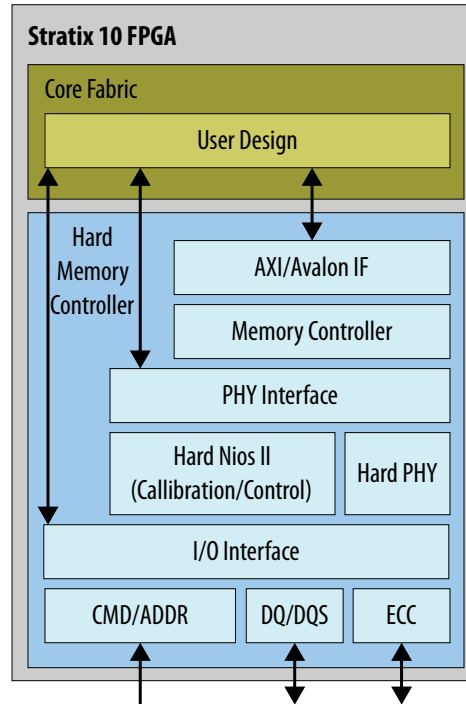 Stratix 10 FPGA
Core Fabric
User Design
Hard
Memory
Controller
AXI/Avalon IF
Memory Controller
PHY Interface
Hard Nios II
(Callibration/Control)
Hard PHY
I/O Interface
CMD/ADDR
DQ/DQS
ECC